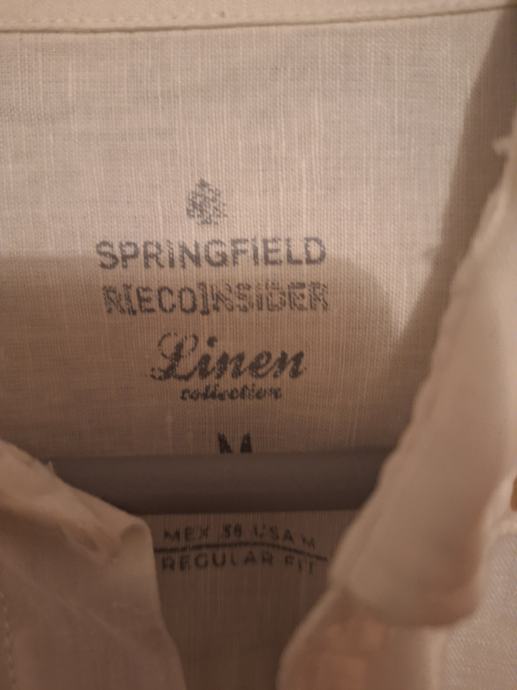 SPRINGFIELD
R[ECO]NSIDER
Linen
collection
M
MEX 38 USA M
REGULAR FIT